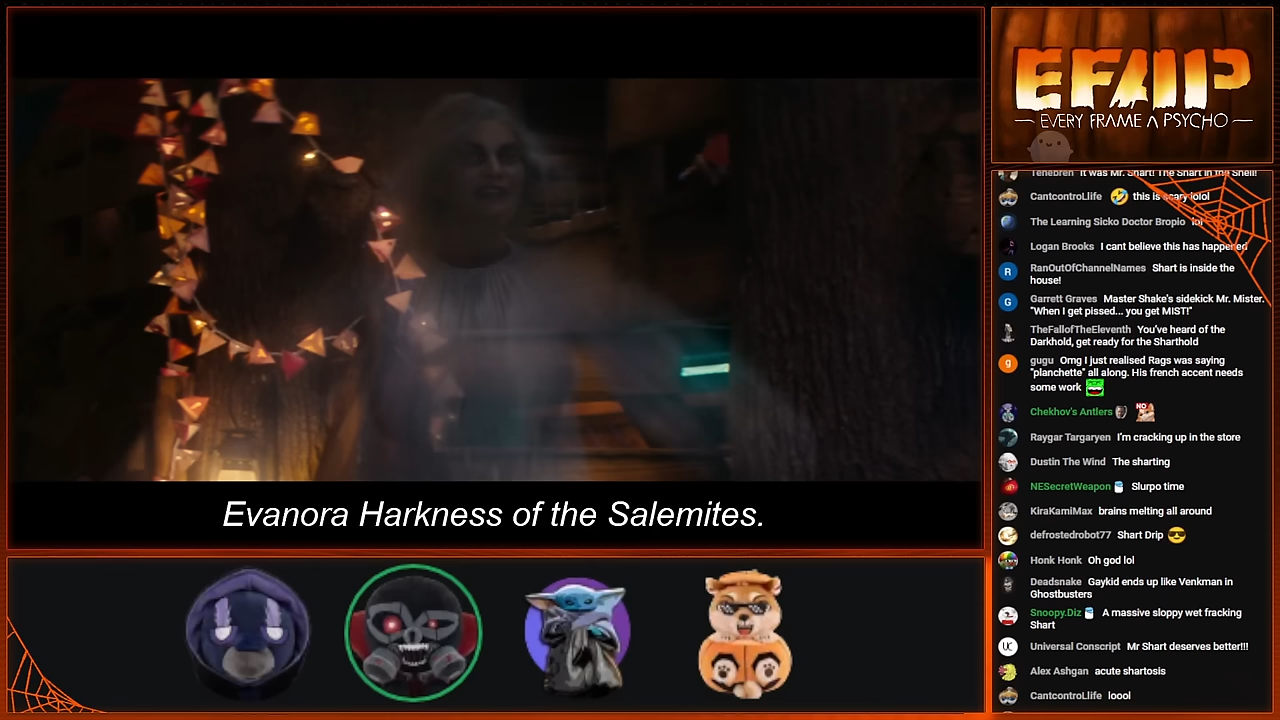 Evanora Harkness of the Salemites.
EFAP
EVERY FRAME A PSYCHO
Tenebren It was Mr. Shart! The Shart in the Shell!
CantcontroLlife this is scary lolol
The Learning Sicko Doctor Bropio lol
Logan Brooks I cant believe this has happened
R RanOutOfChannelNames Shart is inside the
house!
G Garrett Graves Master Shake's sidekick Mr. Mister.
"When I get pissed... you get MIST!"
TheFallofTheEleventh You've heard of the
Darkhold, get ready for the Sharthold
g gugu Omg I just realised Rags was saying
"planchette" all along. His french accent needs
some work
Chekhov's Antlers NO
Raygar Targaryen I'm cracking up in the store
Dustin The Wind The sharting
NESecretWeapon Slurpo time
KiraKamiMax brains melting all around
defrostedrobot77 Shart Drip
Honk Honk Oh god lol
Deadsnake Gaykid ends up like Venkman in
Ghostbusters
Snoopy.Diz A massive sloppy wet fracking
Shart
UC Universal Conscript Mr Shart deserves better!!!
Alex Ashgan acute shartosis
CantcontroLlife loool